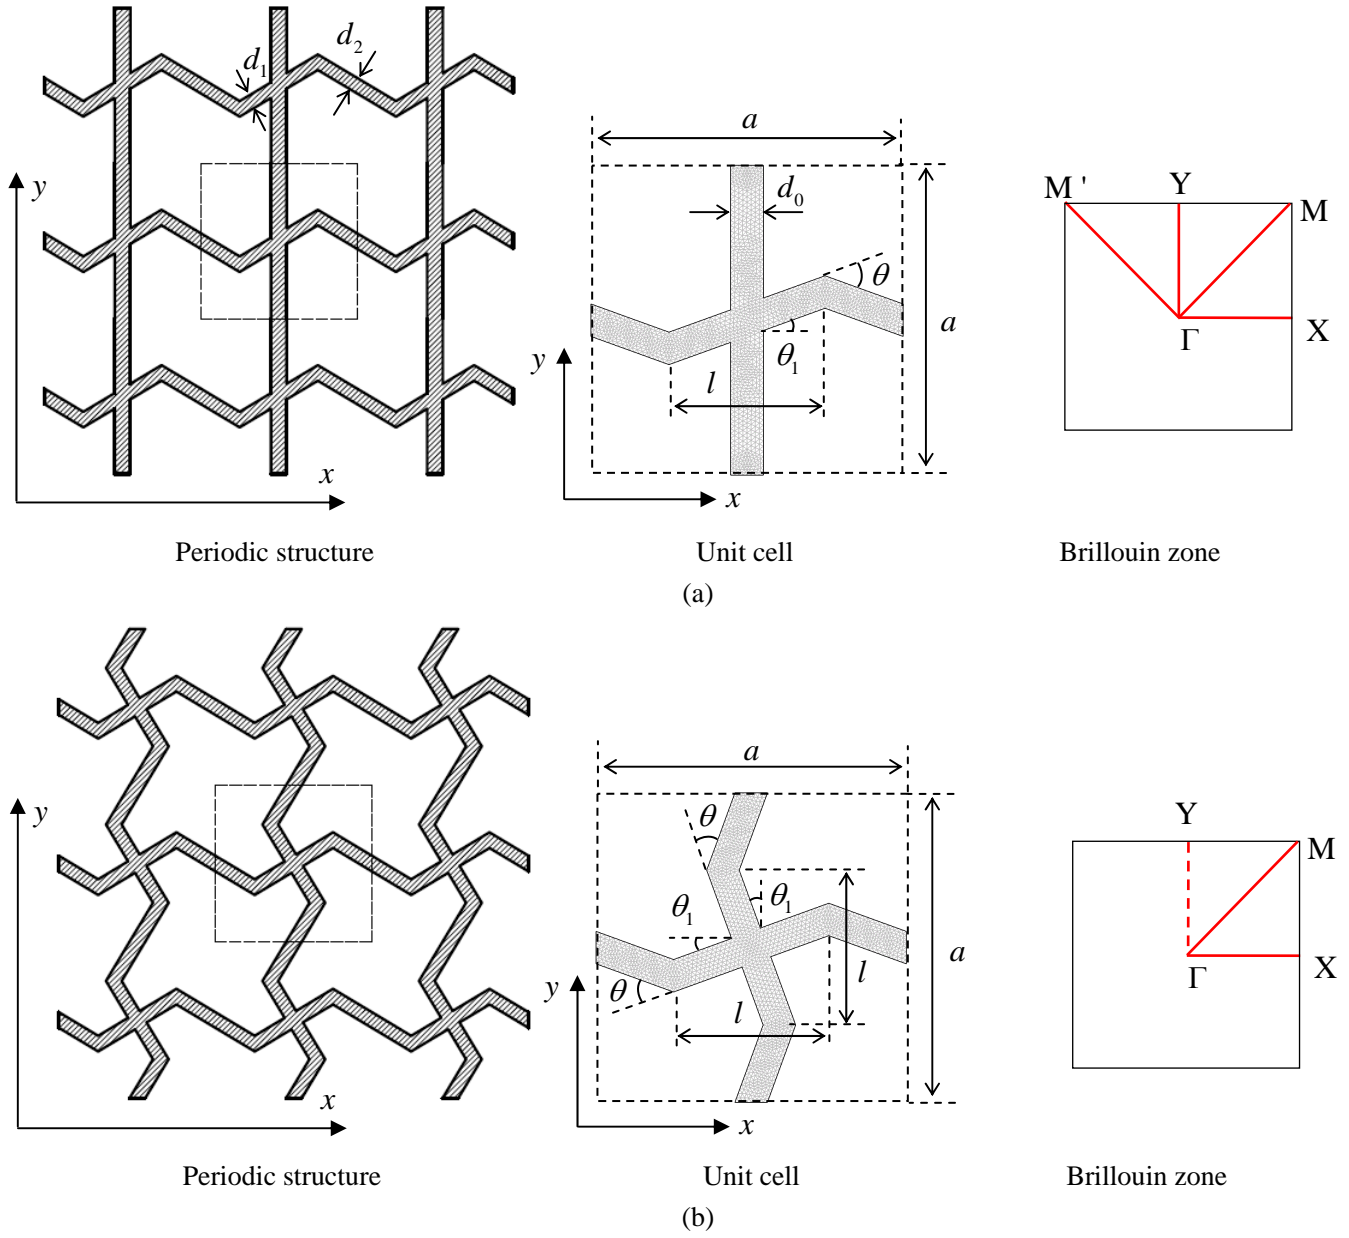 d₁
d₂
y
x
Periodic structure
a
d₀
θ
a
θ₁
l
y
x
Unit cell
M' Y M
Γ X
Brillouin zone
(a)
y
x
Periodic structure
a
θ
θ₁
θ₁
a
l
θ
l
y
x
Unit cell
Y
M
Γ X
Brillouin zone
(b)